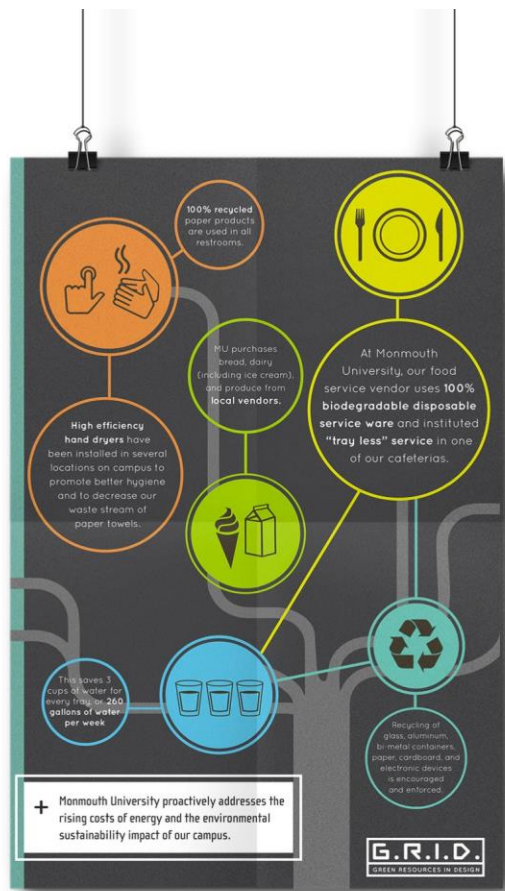 100% recycled
paper products
are used in all
restrooms.
MU purchases
bread, dairy
(including ice cream),
and produce from
local vendors.
At Monmouth
University, our food
service vendor uses 100%
biodegradable disposable
service ware and instituted
“tray less” service in one
of our cafeterias.
High efficiency
hand dryers have
been installed in several
locations on campus to
promote better hygiene
and to decrease our
waste stream of
paper towels.
This saves 3
cups of water for
every tray, or 260
gallons of water
per week
Recycling of
glass, aluminum,
bi-metal containers,
paper, cardboard, and
electronic devices
is encouraged
and enforced.
+ Monmouth University proactively addresses the
rising costs of energy and the environmental
sustainability impact of our campus.
G.R.I.D.
GREEN RESOURCES IN DESIGN